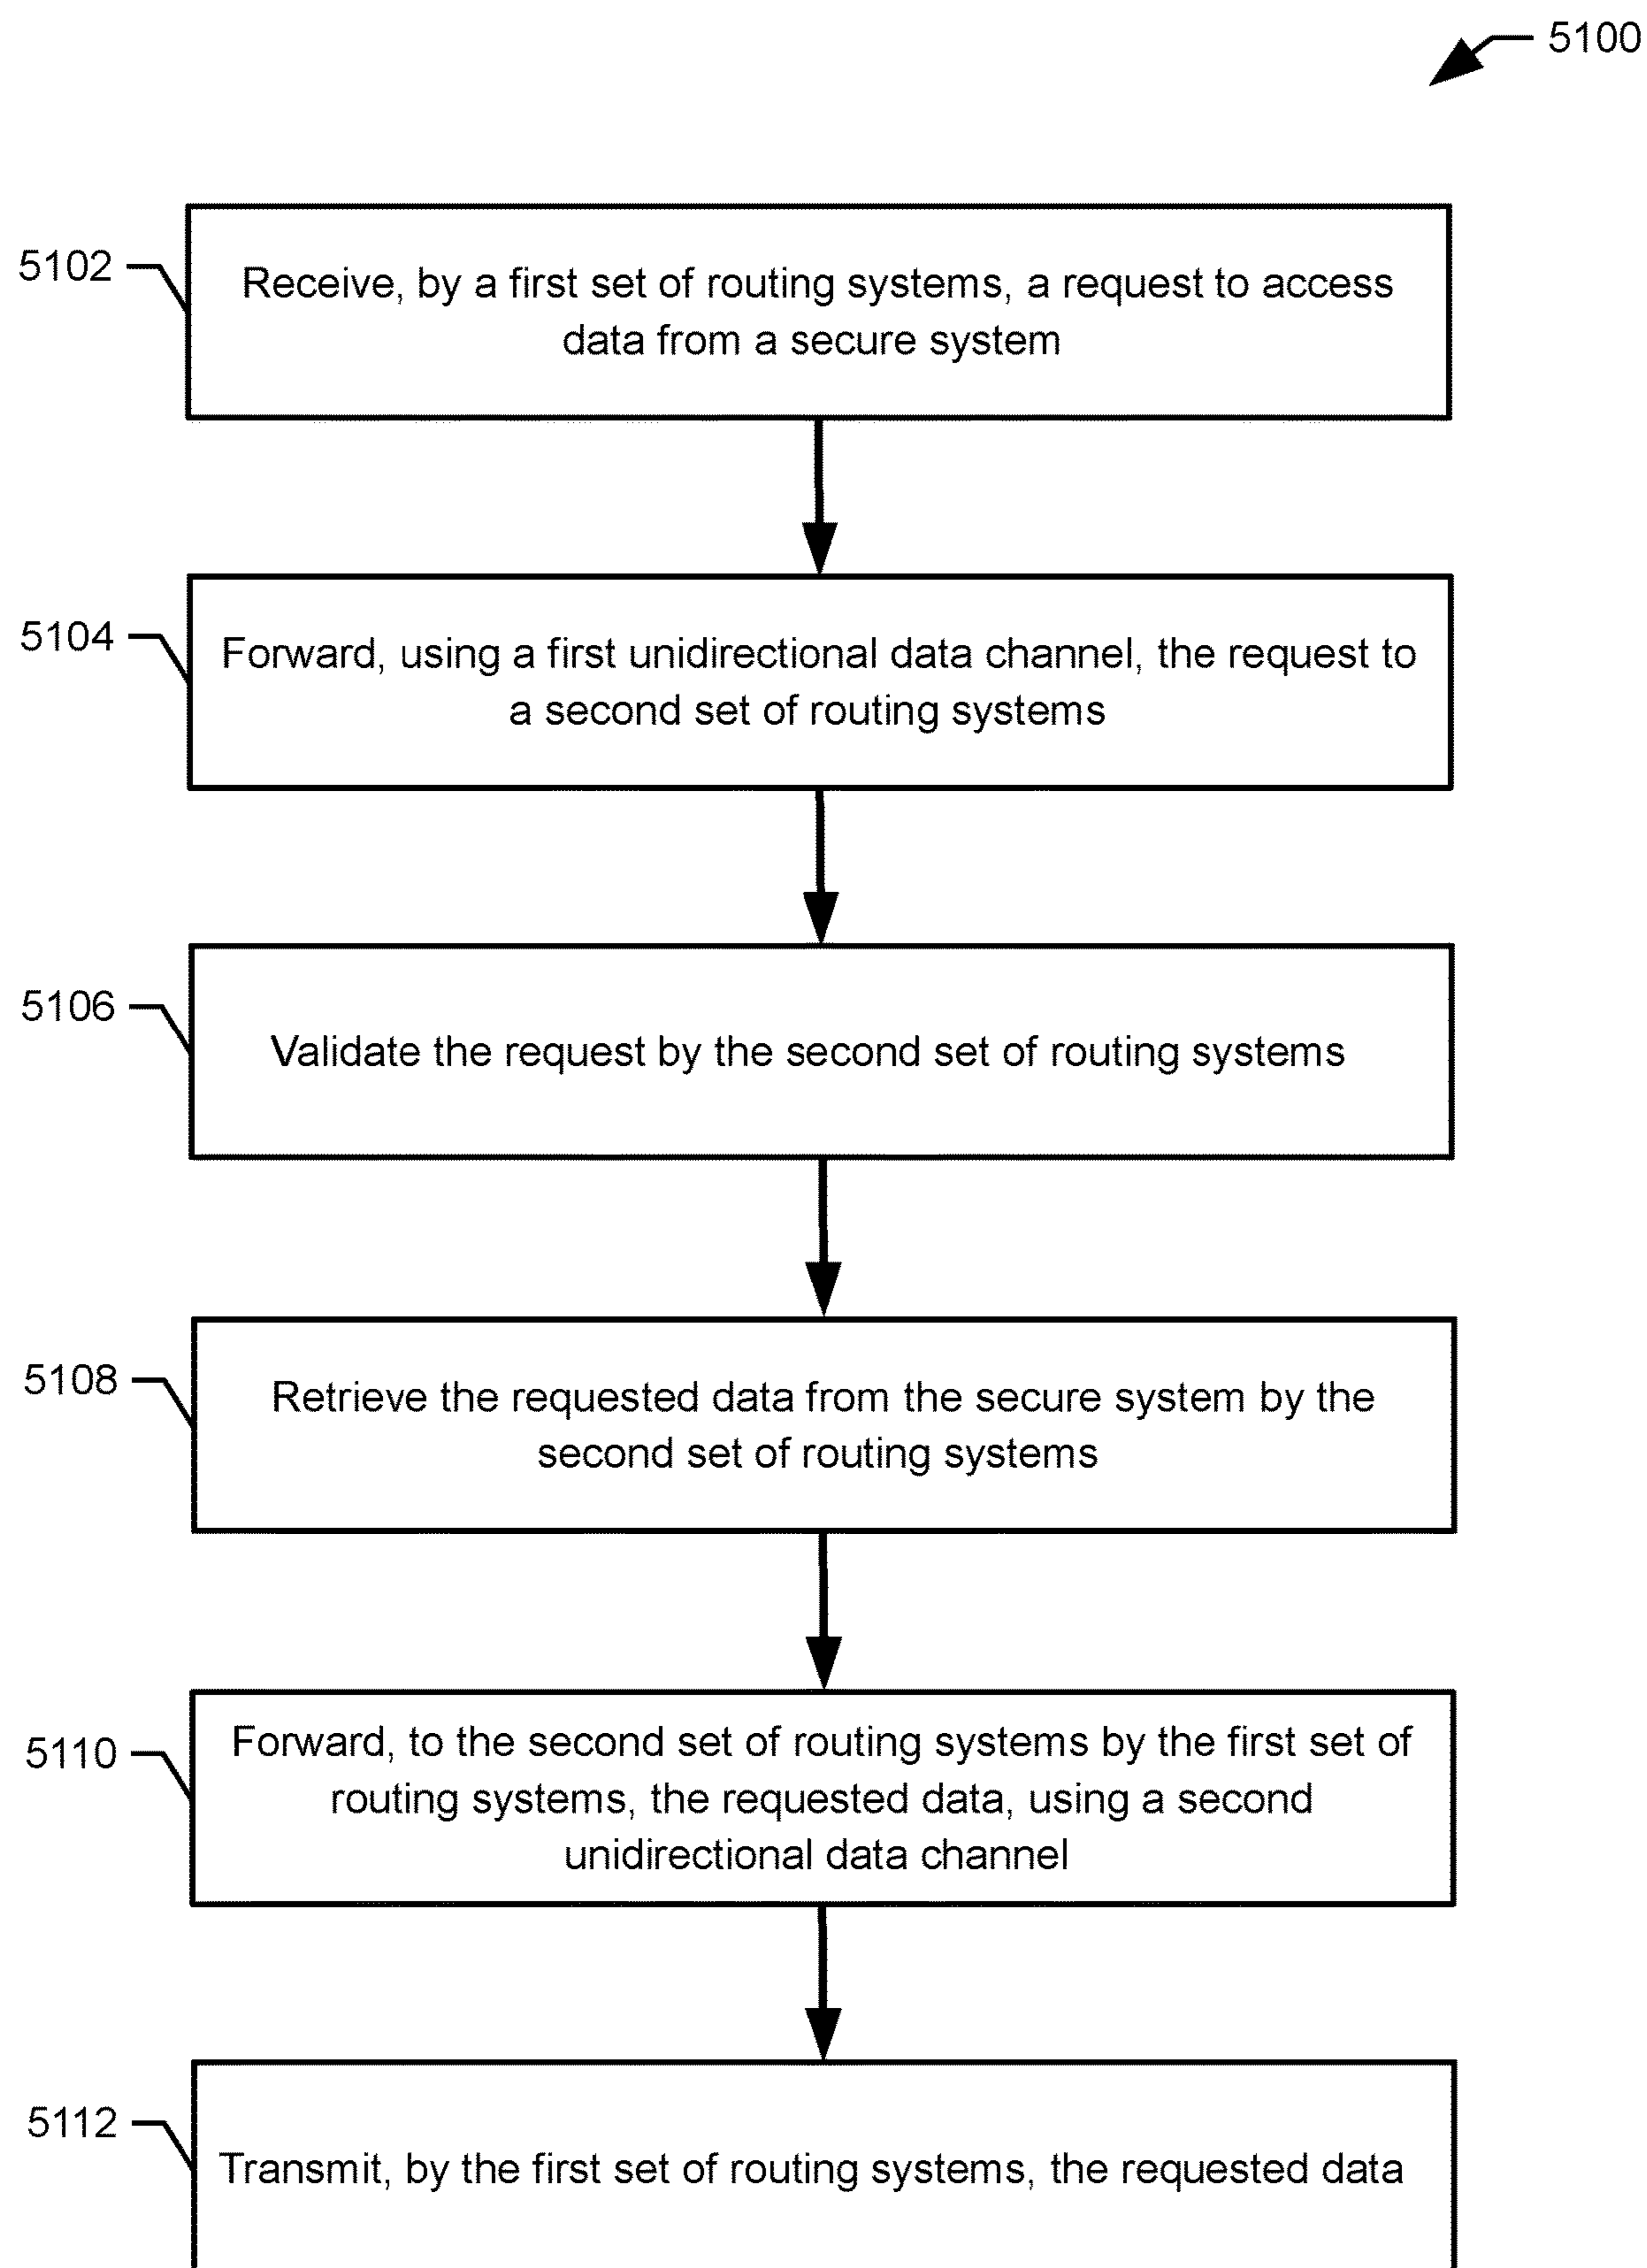 5100
5102
Receive, by a first set of routing systems, a request to access
data from a secure system
5104
Forward, using a first unidirectional data channel, the request to
a second set of routing systems
5106
Validate the request by the second set of routing systems
5108
Retrieve the requested data from the secure system by the
second set of routing systems
5110
Forward, to the second set of routing systems by the first set of
routing systems, the requested data, using a second
unidirectional data channel
5112
Transmit, by the first set of routing systems, the requested data